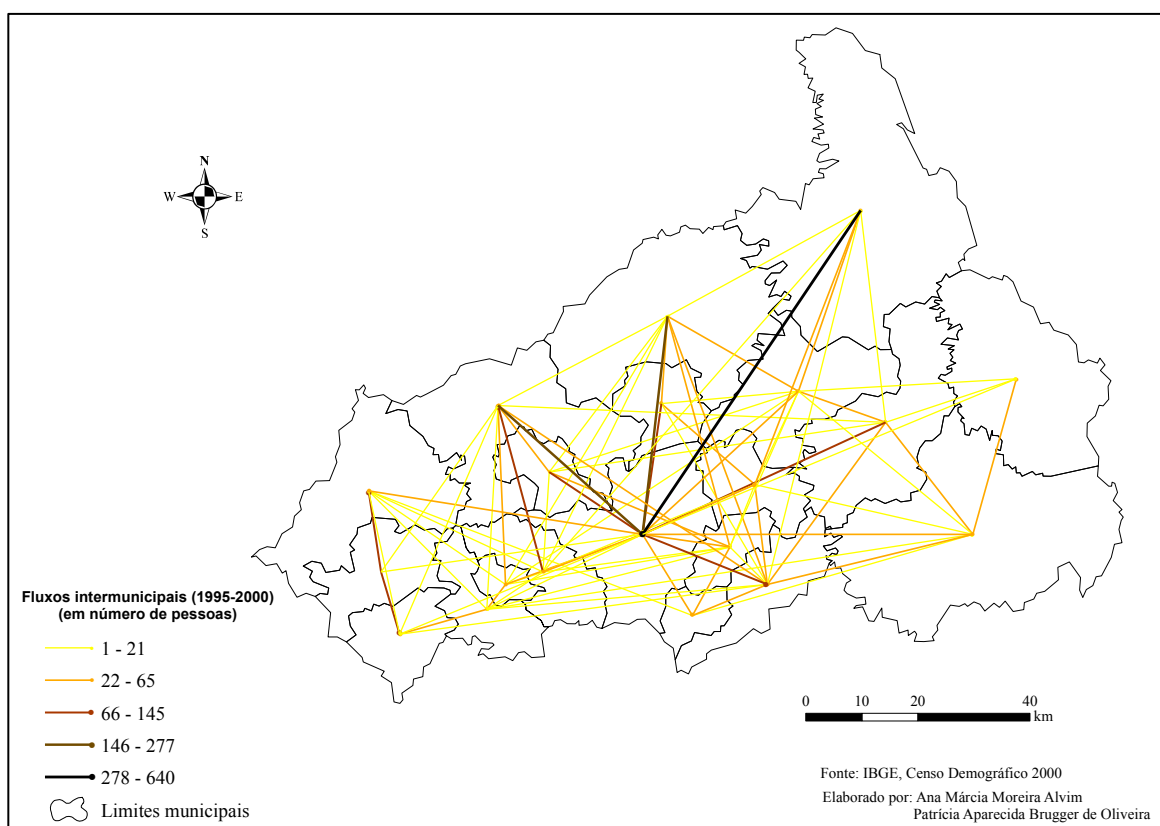 N
W
E
S
Fluxos intermunicipais (1995-2000)
(em número de pessoas)
1 - 21
22 - 65
66 - 145
146 - 277
278 - 640
Limites municipais
0 10 20 40
km
Fonte: IBGE, Censo Demográfico 2000
Elaborado por: Ana Márcia Moreira Alvim
Patrícia Aparecida Brugger de Oliveira